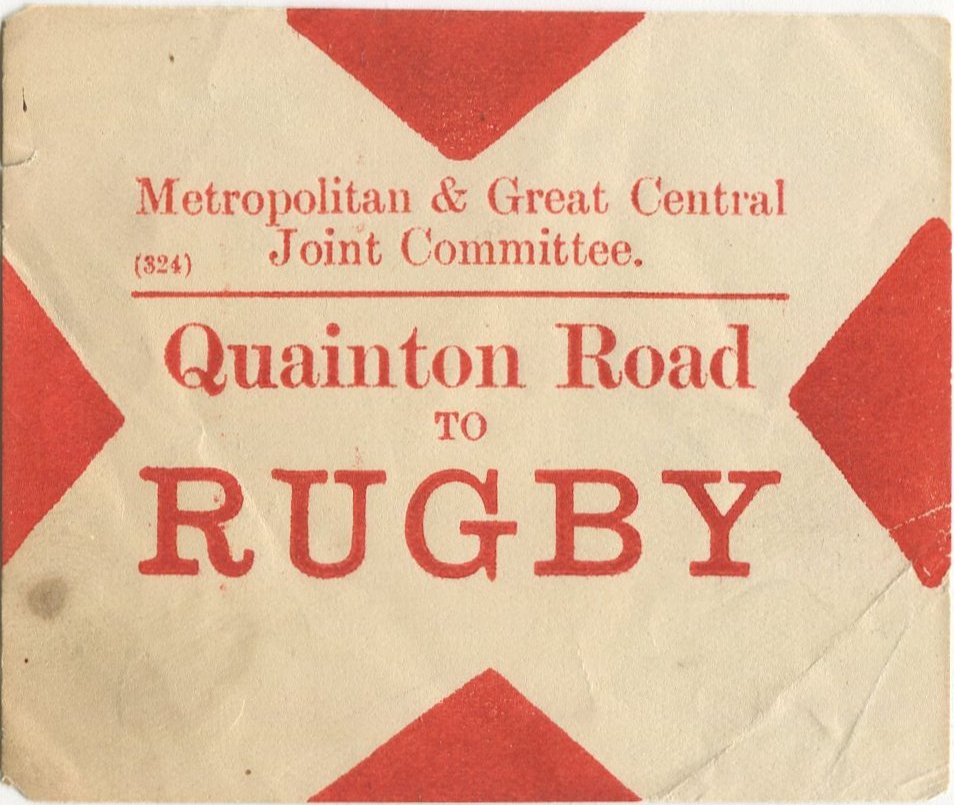 Metropolitan & Great Central
(324) Joint Committee.
Quainton Road
TO
RUGBY